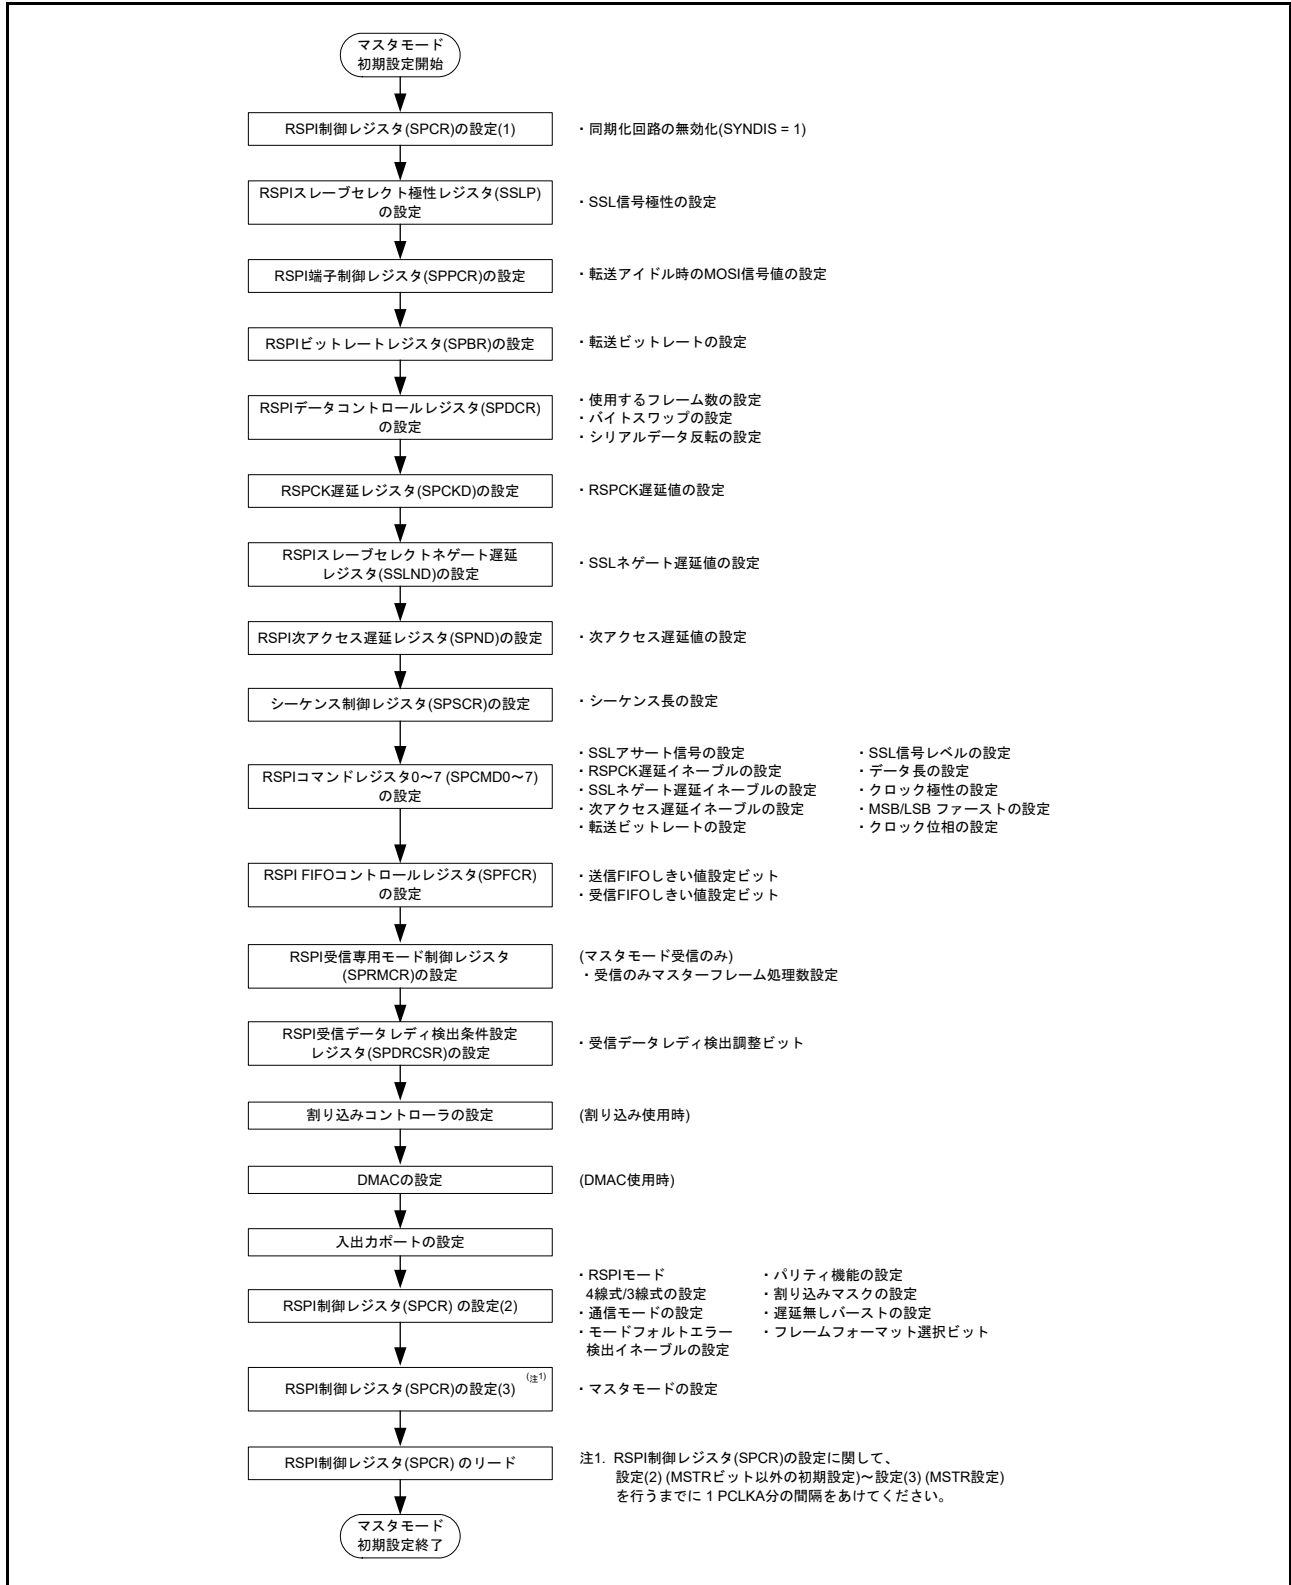 マスタモード
初期設定開始
RSPI制御レジスタ(SPCR)の設定(1)
・同期化回路の無効化(SYNDIS = 1)
RSPIスレーブセレクト極性レジスタ(SSLP)
の設定
・SSL信号極性の設定
RSPI端子制御レジスタ(SPPCR)の設定
・転送アイドル時のMOSI信号値の設定
RSPIビットレートレジスタ(SPBR)の設定
・転送ビットレートの設定
RSPIデータコントロールレジスタ(SPDCR)
の設定
・使用するフレーム数の設定
・バイトスワップの設定
・シリアルデータ反転の設定
RSPCK遅延レジスタ(SPCKD)の設定
・RSPCK遅延値の設定
RSPIスレーブセレクトネゲート遅延
レジスタ(SSLND)の設定
・SSLネゲート遅延値の設定
RSPI次アクセス遅延レジスタ(SPND)の設定
・次アクセス遅延値の設定
シーケンス制御レジスタ(SPSCR)の設定
・シーケンス長の設定
RSPIコマンドレジスタ0～7 (SPCMD0～7)
の設定
・SSLアサート信号の設定
・RSPCK遅延イネーブルの設定
・SSLネゲート遅延イネーブルの設定
・次アクセス遅延イネーブルの設定
・転送ビットレートの設定
・SSL信号レベルの設定
・データ長の設定
・クロック極性の設定
・MSB/LSB ファーストの設定
・クロック位相の設定
RSPI FIFOコントロールレジスタ(SPFCR)
の設定
・送信FIFOしきい値設定ビット
・受信FIFOしきい値設定ビット
RSPI受信専用モード制御レジスタ
(SPRMCR)の設定
(マスタモード受信のみ)
・受信のみマスターフレーム処理数設定
RSPI受信データレディ検出条件設定
レジスタ(SPDRCSR)の設定
・受信データレディ検出調整ビット
割り込みコントローラの設定
(割り込み使用時)
DMACの設定
(DMAC使用時)
入出力ポートの設定
RSPI制御レジスタ(SPCR) の設定(2)
・RSPIモード
4線式/3線式の設定
・通信モードの設定
・モードフォルトエラー
検出イネーブルの設定
・パリティ機能の設定
・割り込みマスクの設定
・遅延無しバーストの設定
・フレームフォーマット選択ビット
RSPI制御レジスタ(SPCR)の設定(3) (注1)
・マスタモードの設定
RSPI制御レジスタ(SPCR) のリード
注1. RSPI制御レジスタ(SPCR)の設定に関して、
設定(2) (MSTRビット以外の初期設定)～設定(3) (MSTR設定)
を行うまでに 1 PCLKA分の間隔をあけてください。
マスタモード
初期設定終了